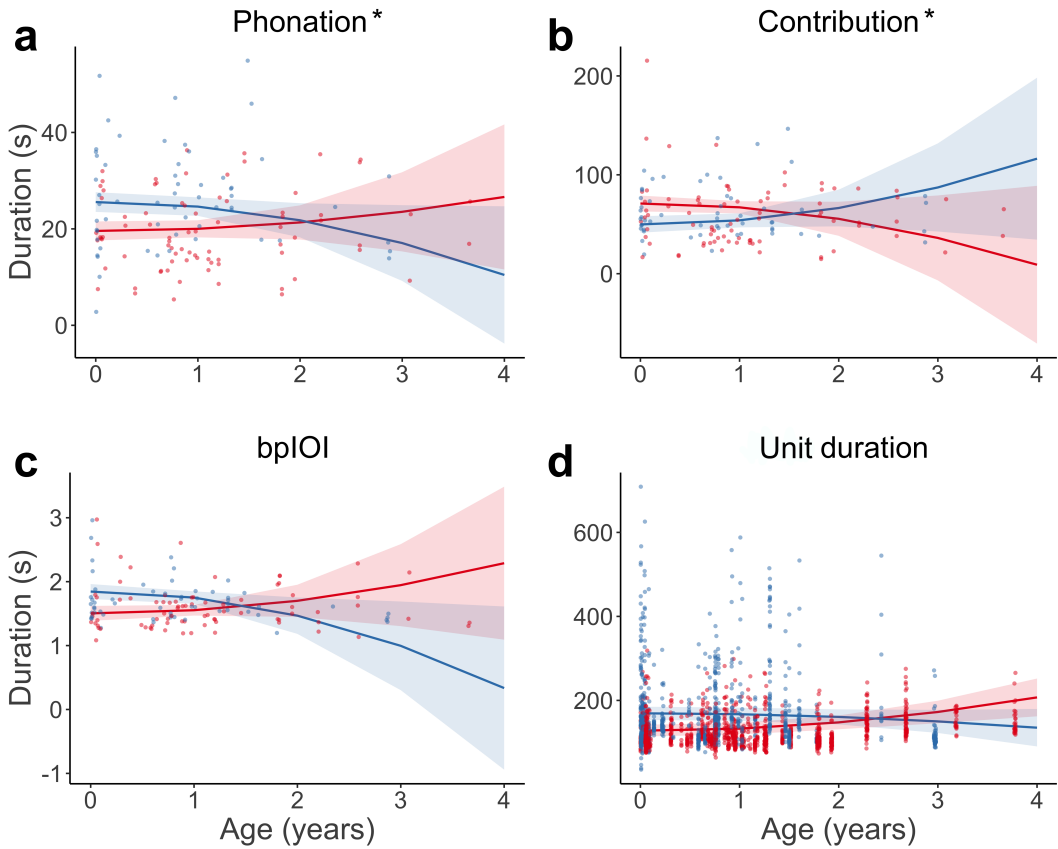 a
Phonation *
Duration (s)
40
20
0
0 1 2 3 4
b
Contribution *
200
100
0
0 1 2 3 4
c
bpIOI
Duration (s)
3
2
1
0
-1
0 1 2 3 4
Age (years)
d
Unit duration
600
400
200
0 1 2 3 4
Age (years)